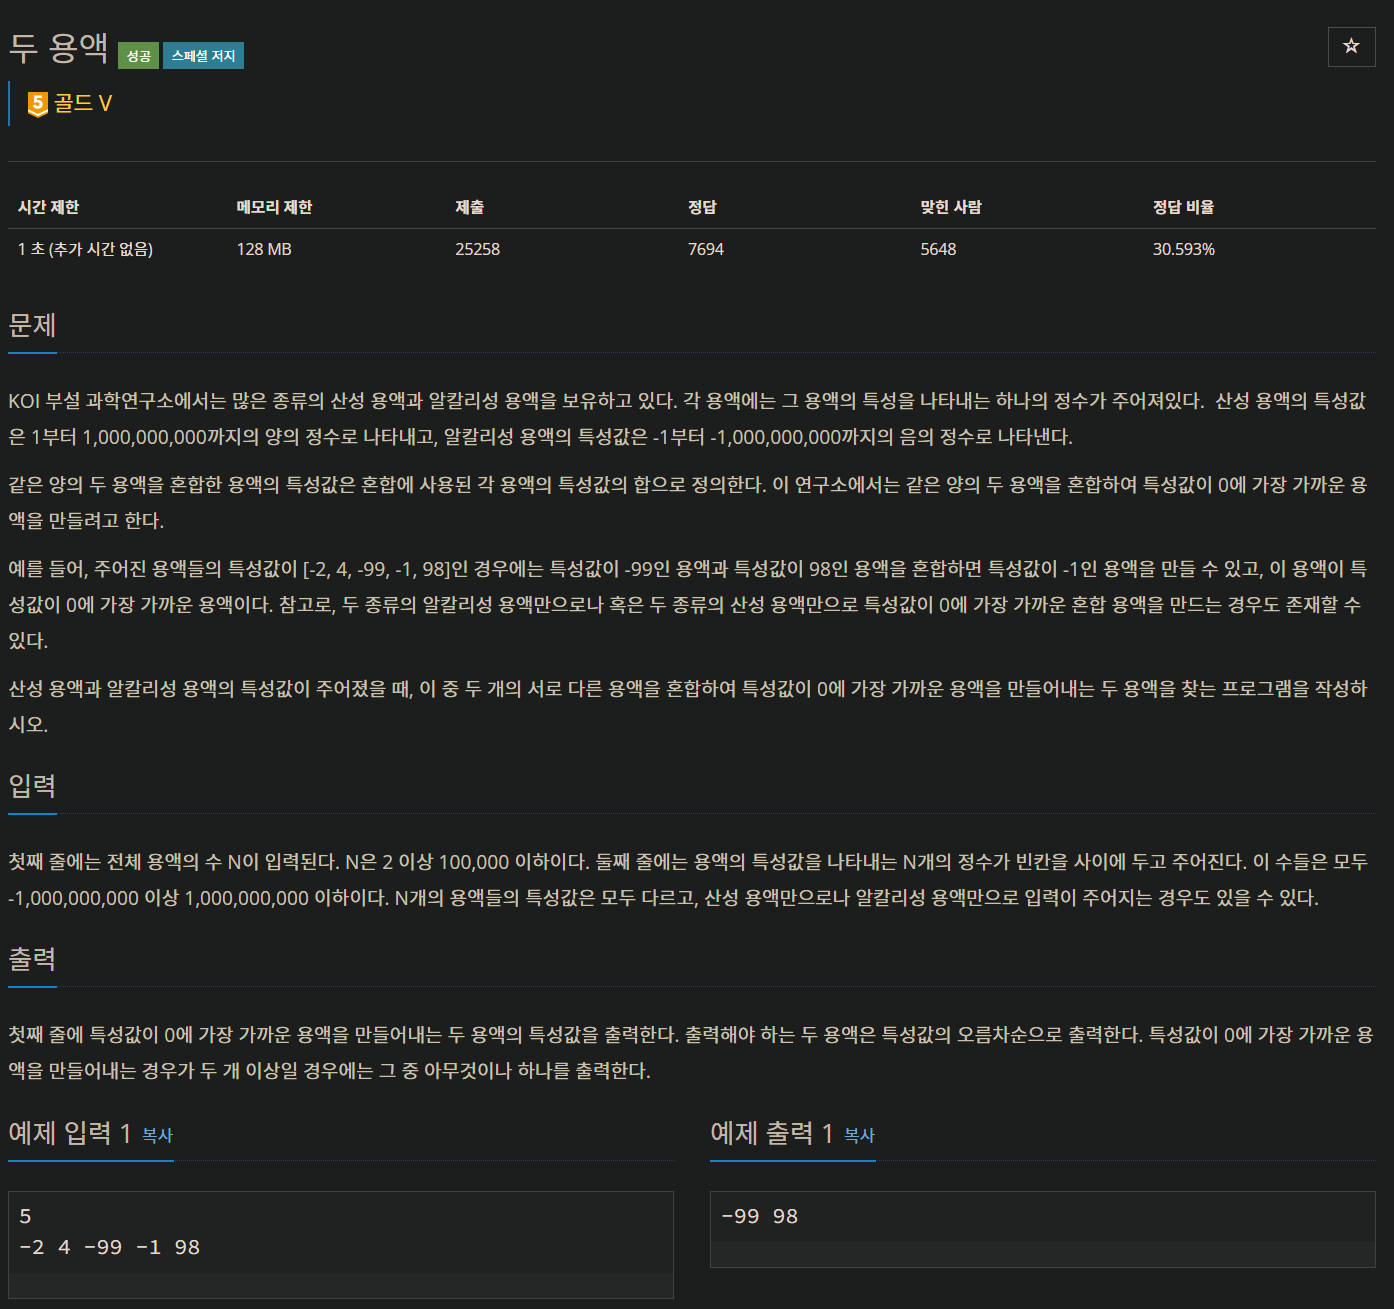 두 용액 성공 스페셜 저지
☆
5 골드 V
시간 제한 메모리 제한 제출 정답 맞힌 사람 정답 비율
1 초 (추가 시간 없음) 128 MB 25258 7694 5648 30.593%
문제
KOI 부설 과학연구소에서는 많은 종류의 산성 용액과 알칼리성 용액을 보유하고 있다. 각 용액에는 그 용액의 특성을 나타내는 하나의 정수가 주어져있다. 산성 용액의 특성값
은 1부터 1,000,000,000까지의 양의 정수로 나타내고, 알칼리성 용액의 특성값은 -1부터 -1,000,000,000까지의 음의 정수로 나타낸다.
같은 양의 두 용액을 혼합한 용액의 특성값은 혼합에 사용된 각 용액의 특성값의 합으로 정의한다. 이 연구소에서는 같은 양의 두 용액을 혼합하여 특성값이 0에 가장 가까운 용
액을 만들려고 한다.
예를 들어, 주어진 용액들의 특성값이 [-2, 4, -99, -1, 98]인 경우에는 특성값이 -99인 용액과 특성값이 98인 용액을 혼합하면 특성값이 -1인 용액을 만들 수 있고, 이 용액이 특
성값이 0에 가장 가까운 용액이다. 참고로, 두 종류의 알칼리성 용액만으로나 혹은 두 종류의 산성 용액만으로 특성값이 0에 가장 가까운 혼합 용액을 만드는 경우도 존재할 수
있다.
산성 용액과 알칼리성 용액의 특성값이 주어졌을 때, 이 중 두 개의 서로 다른 용액을 혼합하여 특성값이 0에 가장 가까운 용액을 만들어내는 두 용액을 찾는 프로그램을 작성하
시오.
입력
첫째 줄에는 전체 용액의 수 N이 입력된다. N은 2 이상 100,000 이하이다. 둘째 줄에는 용액의 특성값을 나타내는 N개의 정수가 빈칸을 사이에 두고 주어진다. 이 수들은 모두
-1,000,000,000 이상 1,000,000,000 이하이다. N개의 용액들의 특성값은 모두 다르고, 산성 용액만으로나 알칼리성 용액만으로 입력이 주어지는 경우도 있을 수 있다.
출력
첫째 줄에 특성값이 0에 가장 가까운 용액을 만들어내는 두 용액의 특성값을 출력한다. 출력해야 하는 두 용액은 특성값의 오름차순으로 출력한다. 특성값이 0에 가장 가까운 용
액을 만들어내는 경우가 두 개 이상일 경우에는 그 중 아무것이나 하나를 출력한다.
예제 입력 1 복사
5
-2 4 -99 -1 98
예제 출력 1 복사
-99 98